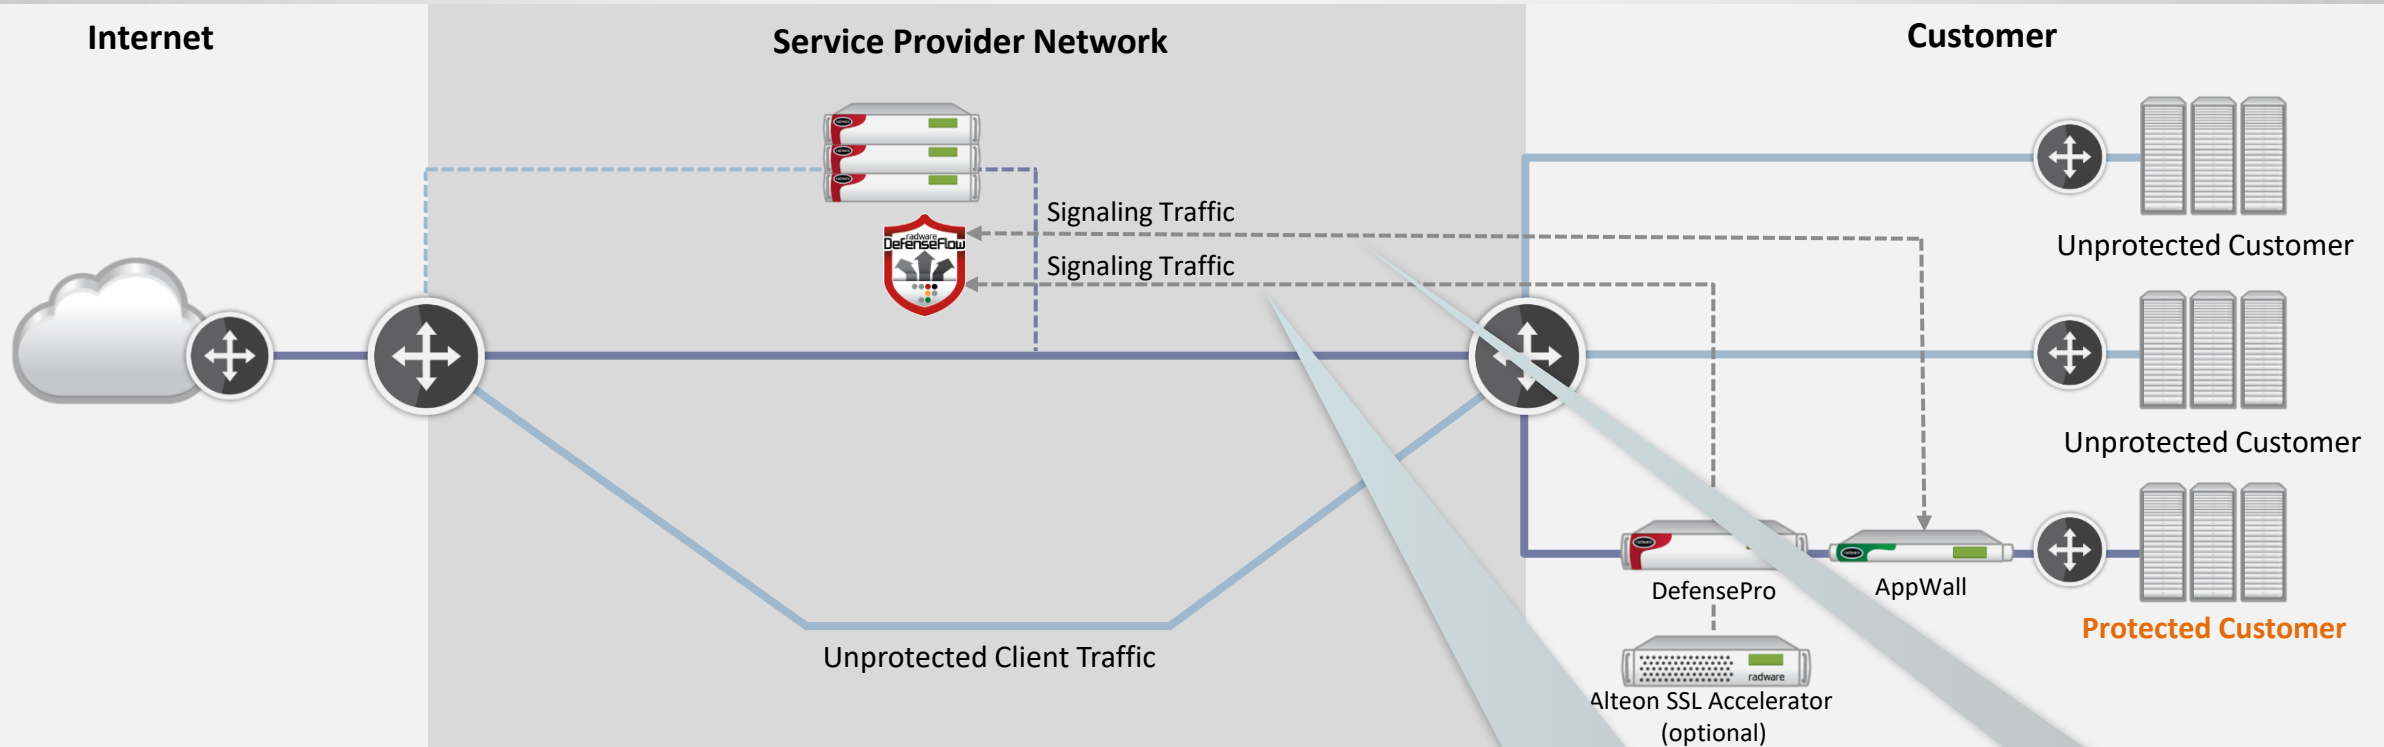 Internet
Service Provider Network
Customer
Signaling Traffic
radware
DefenseFlow
Signaling Traffic
Unprotected Customer
Unprotected Customer
DefensePro
AppWall
Protected Customer
Unprotected Client Traffic
radware
Alteon SSL Accelerator
(optional)